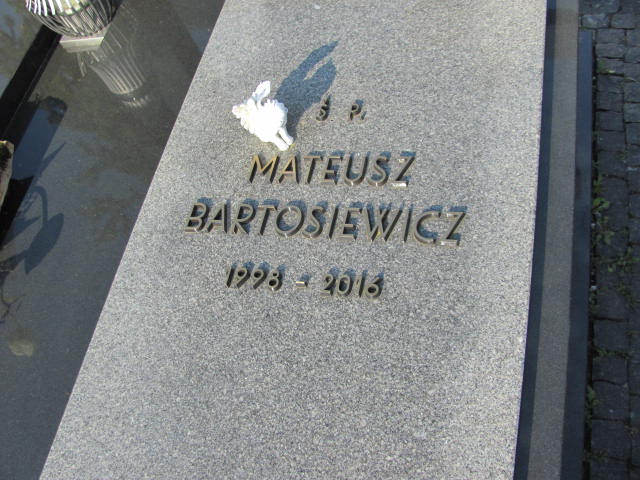 Ś P.
MATEUSZ
BARTOSIEWICZ
1998 - 2016